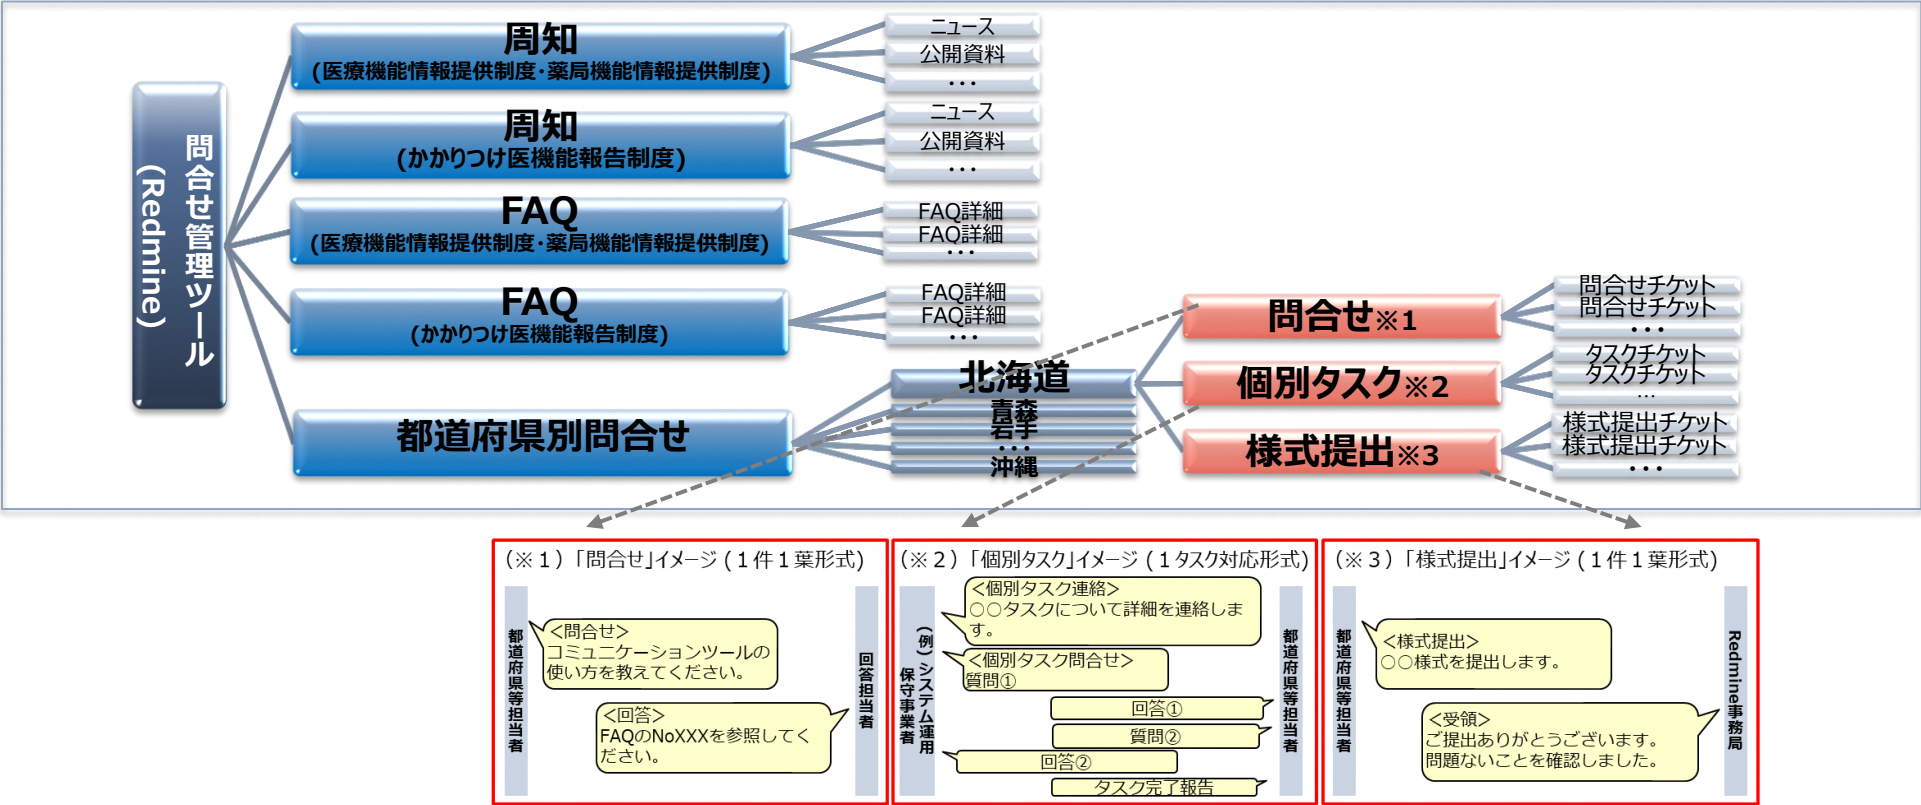 問合せ管理ツール
(Redmine)
周知
(医療機能情報提供制度・薬局機能情報提供制度)
ニュース
公開資料
・・・
周知
(かかりつけ医機能報告制度)
ニュース
公開資料
・・・
FAQ
(医療機能情報提供制度・薬局機能情報提供制度)
FAQ詳細
FAQ詳細
・・・
FAQ
(かかりつけ医機能報告制度)
FAQ詳細
FAQ詳細
・・・
都道府県別問合せ
北海道
青森
岩手
・・・
沖縄
問合せ※1
問合せチケット
問合せチケット
・・・
個別タスク※2
タスクチケット
タスクチケット
…
様式提出※3
様式提出チケット
様式提出チケット
・・・
(※１)「問合せ」イメージ(１件１葉形式)
都道府県等担当者
＜問合せ＞
コミュニケーションツールの
使い方を教えてください。
＜回答＞
FAQのNoXXXを参照してく
ださい。
回答担当者
(※２)「個別タスク」イメージ(１タスク対応形式)
(例)システム運用
保守事業者
＜個別タスク連絡＞
○○タスクについて詳細を連絡しま
す。
＜個別タスク問合せ＞
質問①
回答①
質問②
回答②
タスク完了報告
都道府県等担当者
(※３)「様式提出」イメージ(１件１葉形式)
都道府県等担当者
＜様式提出＞
○○様式を提出します。
＜受領＞
ご提出ありがとうございます。
問題ないことを確認しました。
Redmine事務局